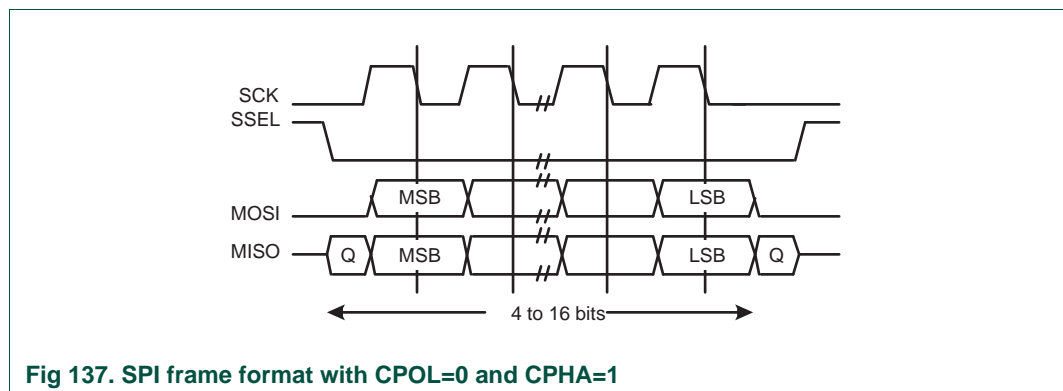 SCK
SSEL
MOSI
MSB
LSB
MISO
Q
MSB
LSB
Q
4 to 16 bits
Fig 137. SPI frame format with CPOL=0 and CPHA=1